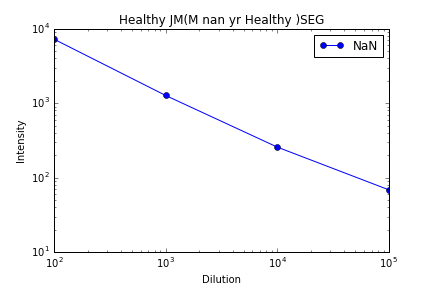 Healthy JM(M nan yr Healthy )SEG
NaN
10^4
10^3
10^2
10^1
Intensity
10^2 10^3 10^4 10^5
Dilution